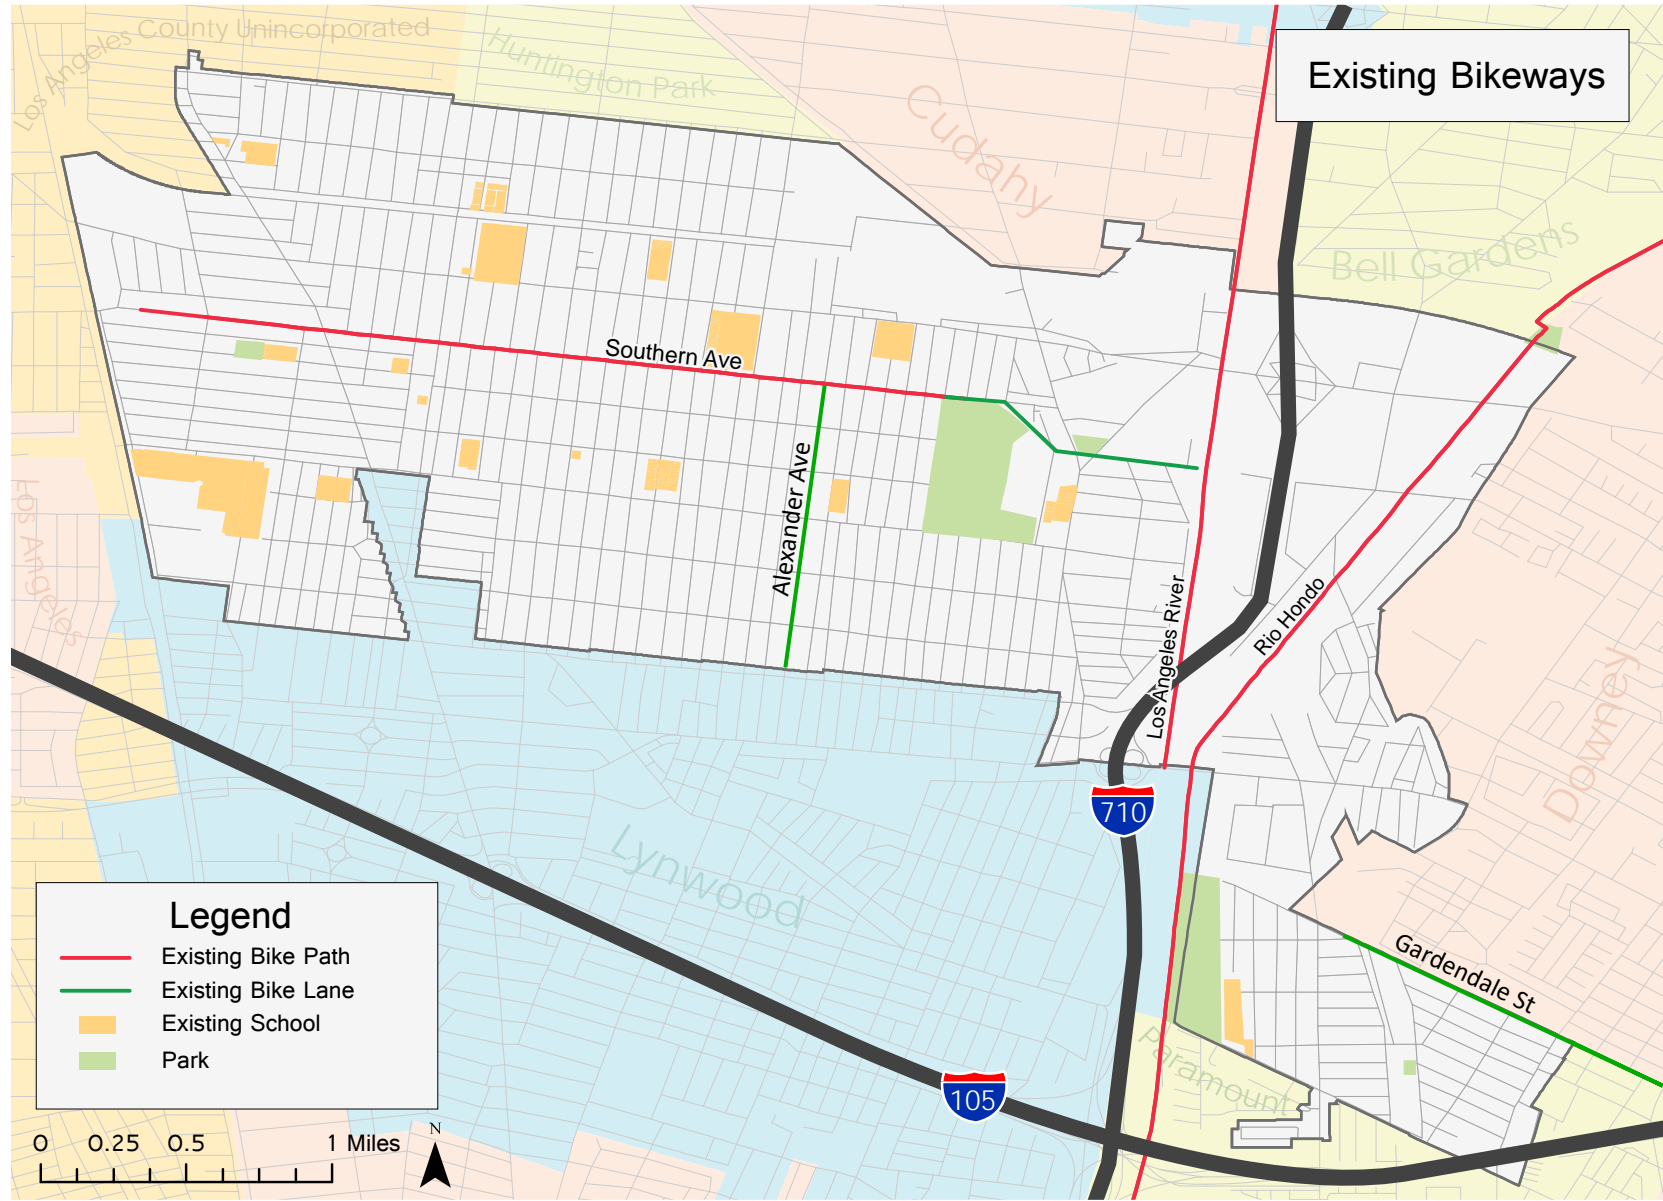 Existing Bikeways
Los Angeles County Unincorporated
Huntington Park
Cudahy
Bell Gardens
Southern Ave
Alexander Ave
Los Angeles
Los Angeles River
Rio Hondo
Downey
710
Lynwood
Gardendale St
Paramount
105
Legend
Existing Bike Path
Existing Bike Lane
Existing School
Park
0 0.25 0.5 1 Miles
N